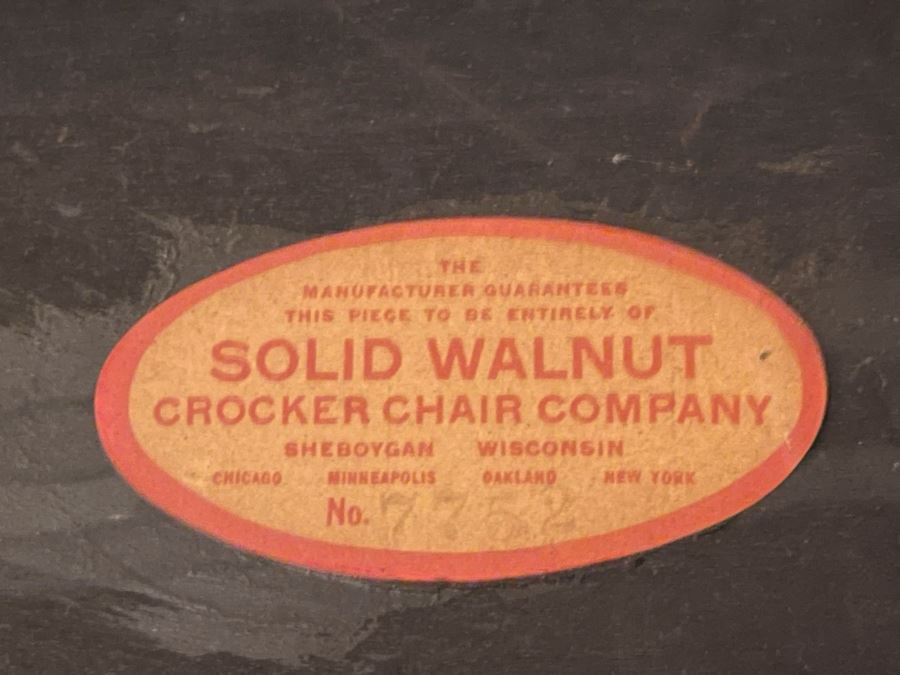 THE
MANUFACTURER GUARANTEES
THIS PIECE TO BE ENTIRELY OF
SOLID WALNUT
CROCKER CHAIR COMPANY
SHEBOYGAN WISCONSIN
CHICAGO MINNEAPOLIS OAKLAND NEW YORK
No. 7752